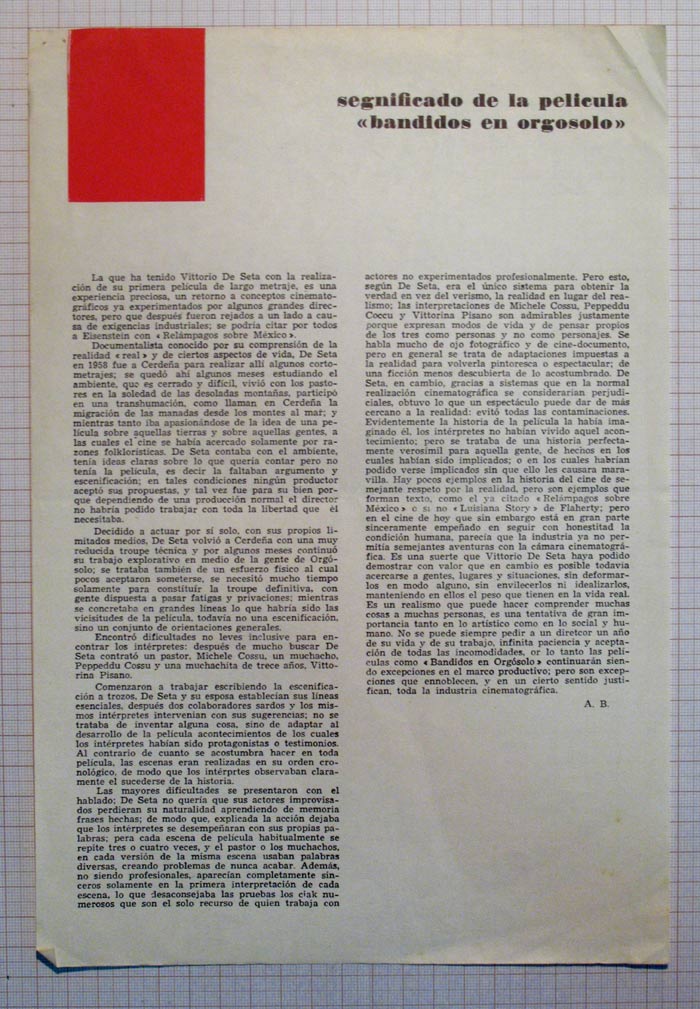 segnificado de la pelicula
«bandidos en orgosolo»
La que ha tenido Vittorio De Seta con la realiza-
ción de su primera película de largo metraje, es una
experiencia preciosa, un retorno a conceptos cinemato-
gráficos ya experimentados por algunos grandes direc-
tores, pero que después fueron rejados a un lado a cau-
sa de exigencias industriales; se podría citar por todos
a Eisenstein con «Relámpagos sobre México».
Documentalista conocido por su comprensión de la
realidad «real» y de ciertos aspectos de vida, De Seta
en 1958 fue a Cerdeña para realizar allí algunos corto-
metrajes; se quedó ahí algunos meses estudiando el
ambiente, que es cerrado y difícil, vivió con los pasto-
res en la soledad de las desoladas montañas, participó
en una transhumación, como llaman en Cerdeña la
migración de las manadas desde los montes al mar; y
mientras tanto iba apasionándose de la idea de una pe-
lícula sobre aquellas tierras y sobre aquellas gentes, a
las cuales el cine se había acercado solamente por ra-
zones folklorísticas. De Seta contaba con el ambiente,
tenía ideas claras sobre lo que quería contar pero no
tenía la película, es decir la faltaban argumento y
escenificación; en tales condiciones ningún productor
aceptó sus propuestas, y tal vez fue para su bien por-
que dependiendo de una producción normal el director
no habría podido trabajar con toda la libertad que él
necesitaba.
Decidido a actuar por sí solo, con sus propios li-
mitados medios, De Seta volvió a Cerdeña con una muy
reducida troupe técnica y por algunos meses continuó
su trabajo explorativo en medio de la gente de Orgó-
solo; se trataba también de un esfuerzo físico al cual
pocos aceptaron someterse, se necesitó mucho tiempo
solamente para constituír la troupe definitiva, con
gente dispuesta a pasar fatigas y privaciones; mientras
se concretaba en grandes líneas lo que habría sido las
vicisitudes de la película, todavía no una escenificación,
sino un conjunto de orientaciones generales.
Encontró dificultades no leves inclusive para en-
contrar los intérpretes: después de mucho buscar De
Seta contrató un pastor, Michele Cossu, un muchacho,
Peppeddu Cossu y una muchachita de trece años, Vitto-
rina Pisano.
Comenzaron a trabajar escribiendo la escenifica-
ción a trozos, De Seta y su esposa establecían sus líneas
esenciales, después dos colaboradores sardos y los mis-
mos intérpretes intervenian con sus sugerencias; no se
trataba de inventar alguna cosa, sino de adaptar al
desarrollo de la película acontecimientos de los cuales
los intérpretes habían sido protagonistas o testimonios.
Al contrario de cuanto se acostumbra hacer en toda
película, las escenas eran realizadas en su orden cro-
nológico, de modo que los intérprtes observaban clara-
mente el sucederse de la historia.
Las mayores dificultades se presentaron con el
hablado; De Seta no quería que sus actores improvisa-
dos perdieran su naturalidad aprendiendo de memoria
frases hechas; de modo que, explicada la acción dejaba
que los intérpretes se desempeñaran con sus propias pa-
labras; pera cada escena de película habitualmente se
repite tres o cuatro veces, y el pastor o los muchachos,
en cada versión de la misma escena usaban palabras
diversas, creando problemas de nunca acabar. Además,
no siendo profesionales, aparecían completamente sin-
ceros solamente en la primera interpretación de cada
escena, lo que desaconsejaba las pruebas los ciak nu-
merosos que son el solo recurso de quien trabaja con
actores no experimentados profesionalmente. Pero esto,
según De Seta, era el único sistema para obtenir la
verdad en vez del verismo, la realidad en lugar del rea-
lismo; las interpretaciones de Michele Cossu, Peppeddu
Coccu y Vittorina Pisano son admirables justamente
porque expresan modos de vida y de pensar propios
de los tres como personas y no como personajes. Se
habla mucho de ojo fotográfico y de cine-documento,
pero en general se trata de adaptaciones impuestas a
la realidad para volverla pintoresca o espectacular; de
una ficción menos descubierta de lo acostumbrado. De
Seta, en cambio, gracias a sistemas que en la normal
realización cinematográfica se considerarian perjudi-
ciales, obtuvo lo que un espectáculo puede dar de más
cercano a la realidad: evitó todas las contaminaciones.
Evidentemente la historia de la película la había ima-
ginado él, los intérpretes no habían vivido aquel acon-
tecimiento; pero se trataba de una historia perfecta-
mente verosímil para aquella gente, de hechos en los
cuales habían sido implicados; o en los cuales habrían
podido verse implicados sin que ello les causara mara-
villa. Hay pocos ejemplos en la historia del cine de se-
mejante respeto por la realidad, pero son ejemplos que
forman texto, como el ya citado «Relámpagos sobre
México» o si no «Luisiana Story» de Flaherty; pero
en el cine de hoy que sin embargo está en gran parte
sinceramente empeñado en seguir con honestitad la
condición humana, parecía que la industria ya no per-
mitía semejantes aventuras con la cámara cinematográ-
fica. Es una suerte que Vittorio De Seta haya podido
demostrar con valor que en cambio es posible todavía
acercarse a gentes, lugares y situaciones, sin deformar-
los en modo alguno, sin envilecerlos ni idealizarlos,
manteniendo en ellos el peso que tienen en la vida real.
Es un realismo que puede hacer comprender muchas
cosas a muchas personas, es una tentativa de gran im-
portancia tanto en lo artístico como en lo social y hu-
mano. No se puede siempre pedir a un diretcor un año
de su vida y de su trabajo, infinita paciencia y acepta-
ción de todas las incomodidades, or lo tanto las pelí-
culas como «Bandidos en Orgósolo» continuarán sien-
do excepciones en el marco productivo; pero son excep-
ciones que ennoblecen, y en un cierto sentido justi-
fican, toda la industria cinematográfica.
A. B.